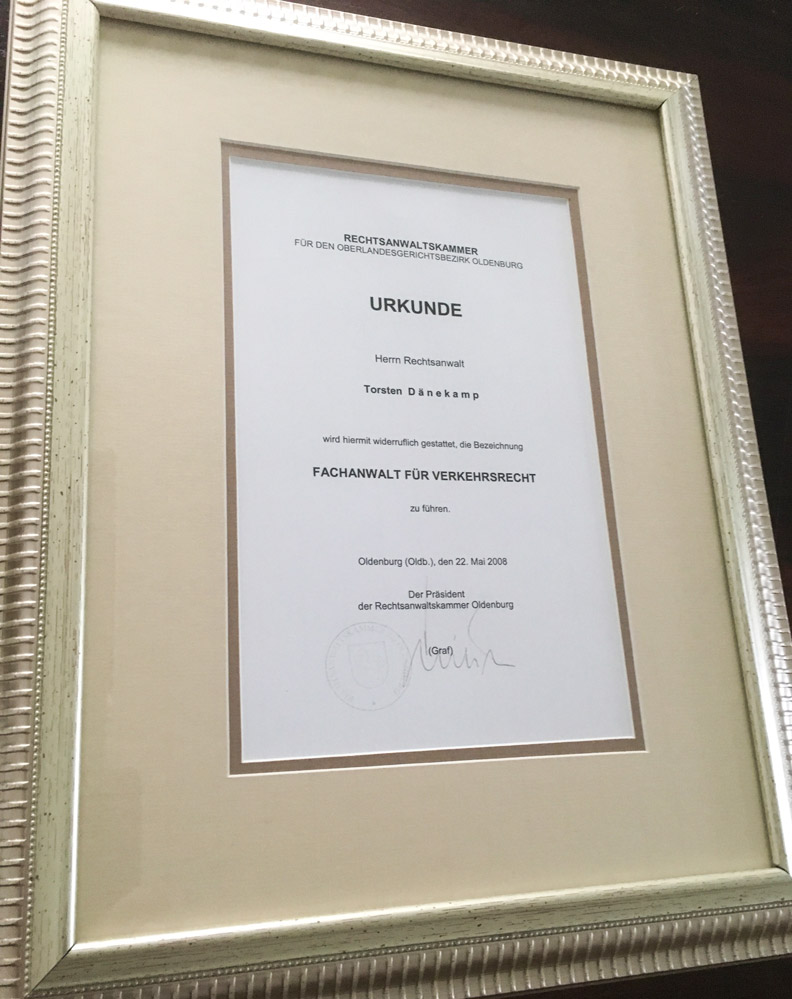 RECHTSANWALTSKAMMER
FÜR DEN OBERLANDESGERICHTSBEZIRK OLDENBURG
URKUNDE
Herrn Rechtsanwalt
Torsten D ä n e k a m p
wird hiermit widerruflich gestattet, die Bezeichnung
FACHANWALT FÜR VERKEHRSRECHT
zu führen.
Oldenburg (Oldb.), den 22. Mai 2008
Der Präsident
der Rechtsanwaltskammer Oldenburg
(Graf)